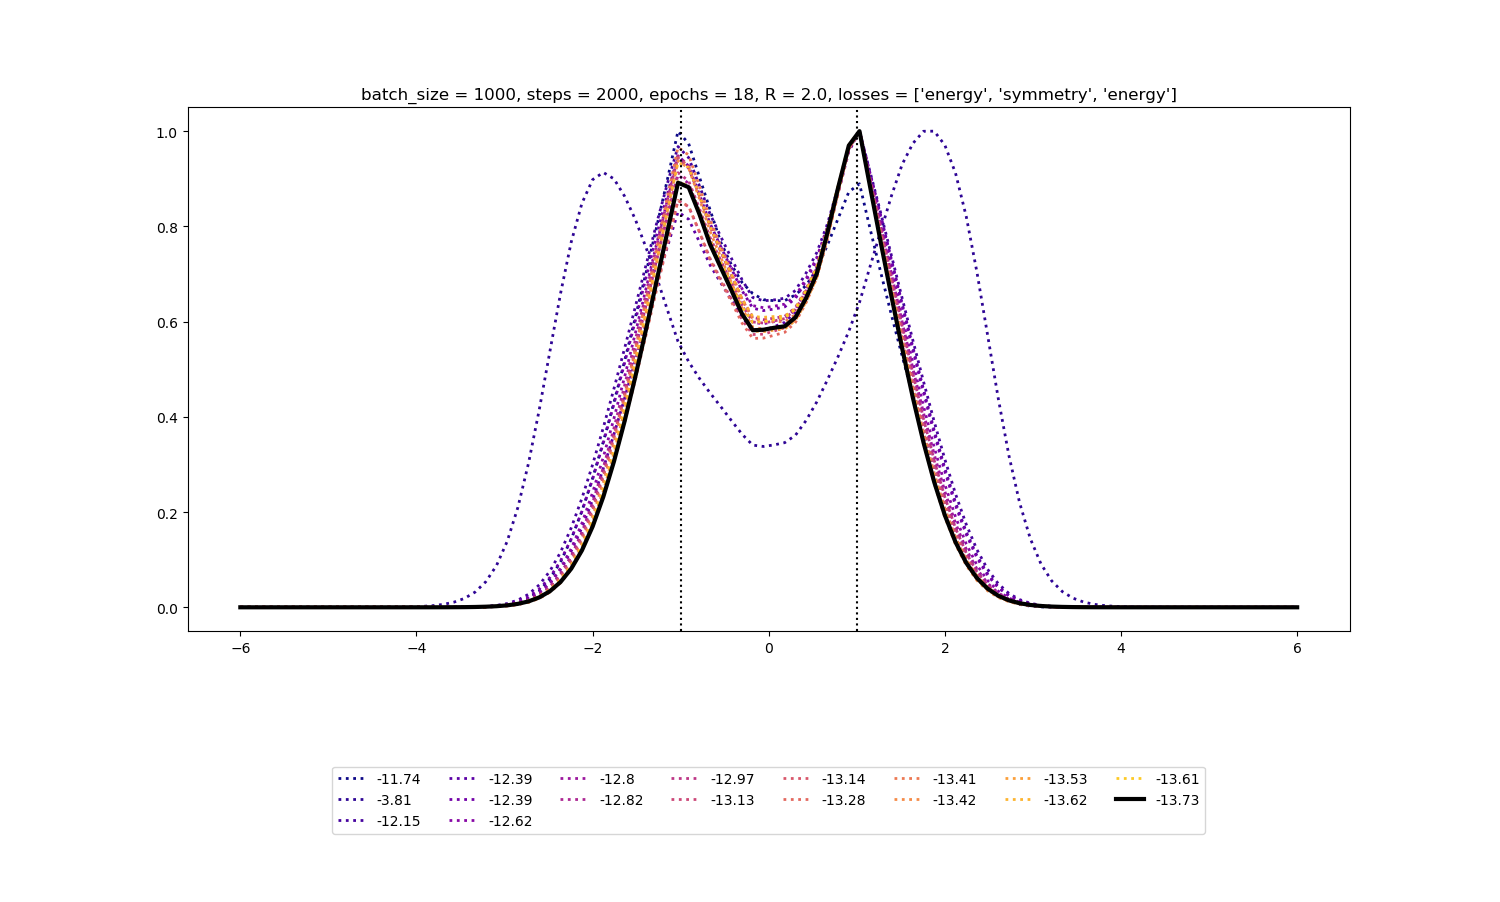 batch_size = 1000, steps = 2000, epochs = 18, R = 2.0, losses = ['energy', 'symmetry', 'energy']
1.0
0.8
0.6
0.4
0.2
0.0
−6 −4 −2 0 2 4 6
-11.74 -12.39 -12.8 -12.97 -13.14 -13.41 -13.53 -13.61
-3.81 -12.39 -12.82 -13.13 -13.28 -13.42 -13.62 -13.73
-12.15 -12.62